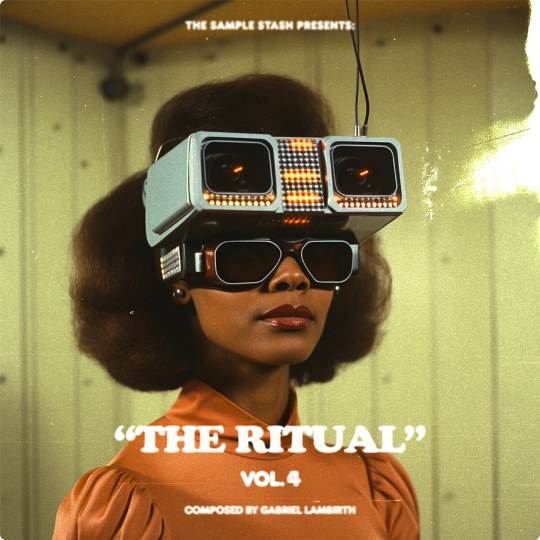 THE SAMPLE STASH PRESENTS:
“THE RITUAL”
VOL. 4
COMPOSED BY GABRIEL LAMBIRTH